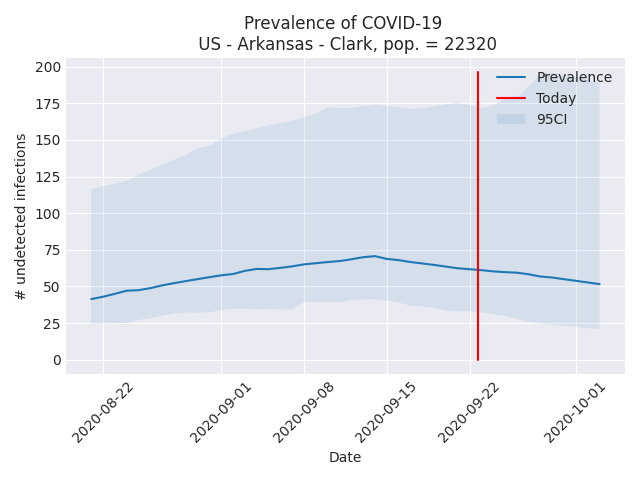 Prevalence of COVID-19
US - Arkansas - Clark, pop. = 22320
200
175
150
125
100
75
50
25
0
# undetected infections
Prevalence
Today
95CI
2020-08-22
2020-09-01
2020-09-08
2020-09-15
2020-09-22
2020-10-01
Date